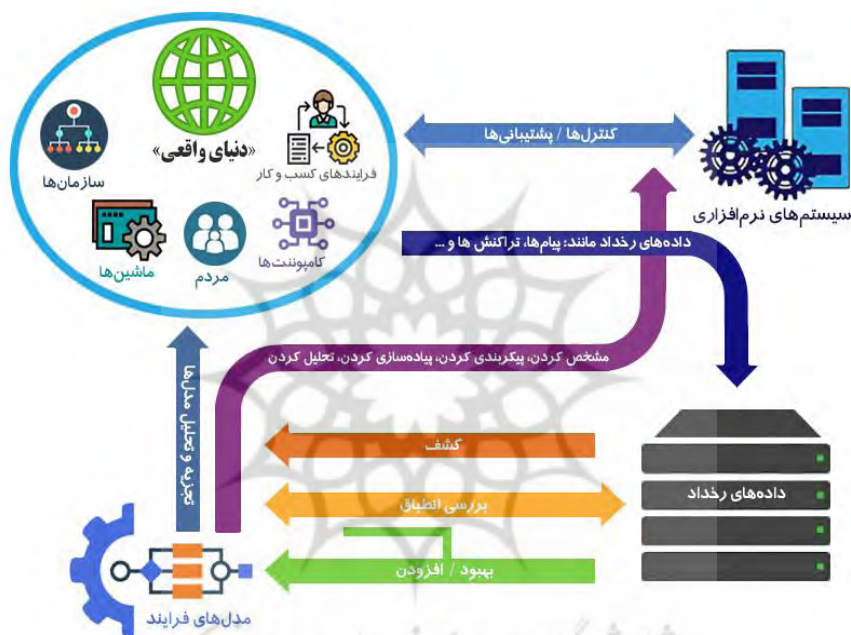 «دنیای واقعی»
سازمان‌ها
فرایندهای کسب و کار
ماشین‌ها
مردم
کامپوننت‌ها
کنترل‌ها / پشتیبانی‌ها
سیستم‌های نرم‌افزاری
داده‌های رخداد مانند: پیام‌ها، تراکنش ها و ...
مشخص کردن، پیکربندی کردن، پیاده‌سازی کردن، تحلیل کردن
تجزیه و تحلیل مدل‌ها
کشف
بررسی انطباق
بهبود / افزودن
داده‌های رخداد
مدل‌های فرایند